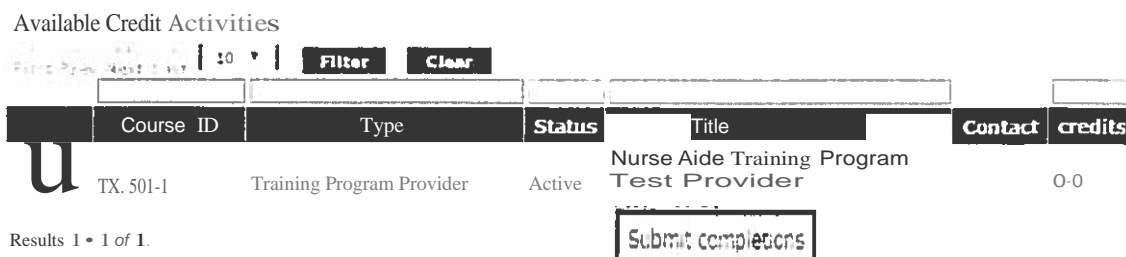 Available Credit Activities
10 Filter Clear
Course ID Type Status Title Contact credits
Nurse Aide Training Program
u TX. 501-1 Training Program Provider Active Test Provider 0-0
Results 1 • 1 of 1.
Submit completions